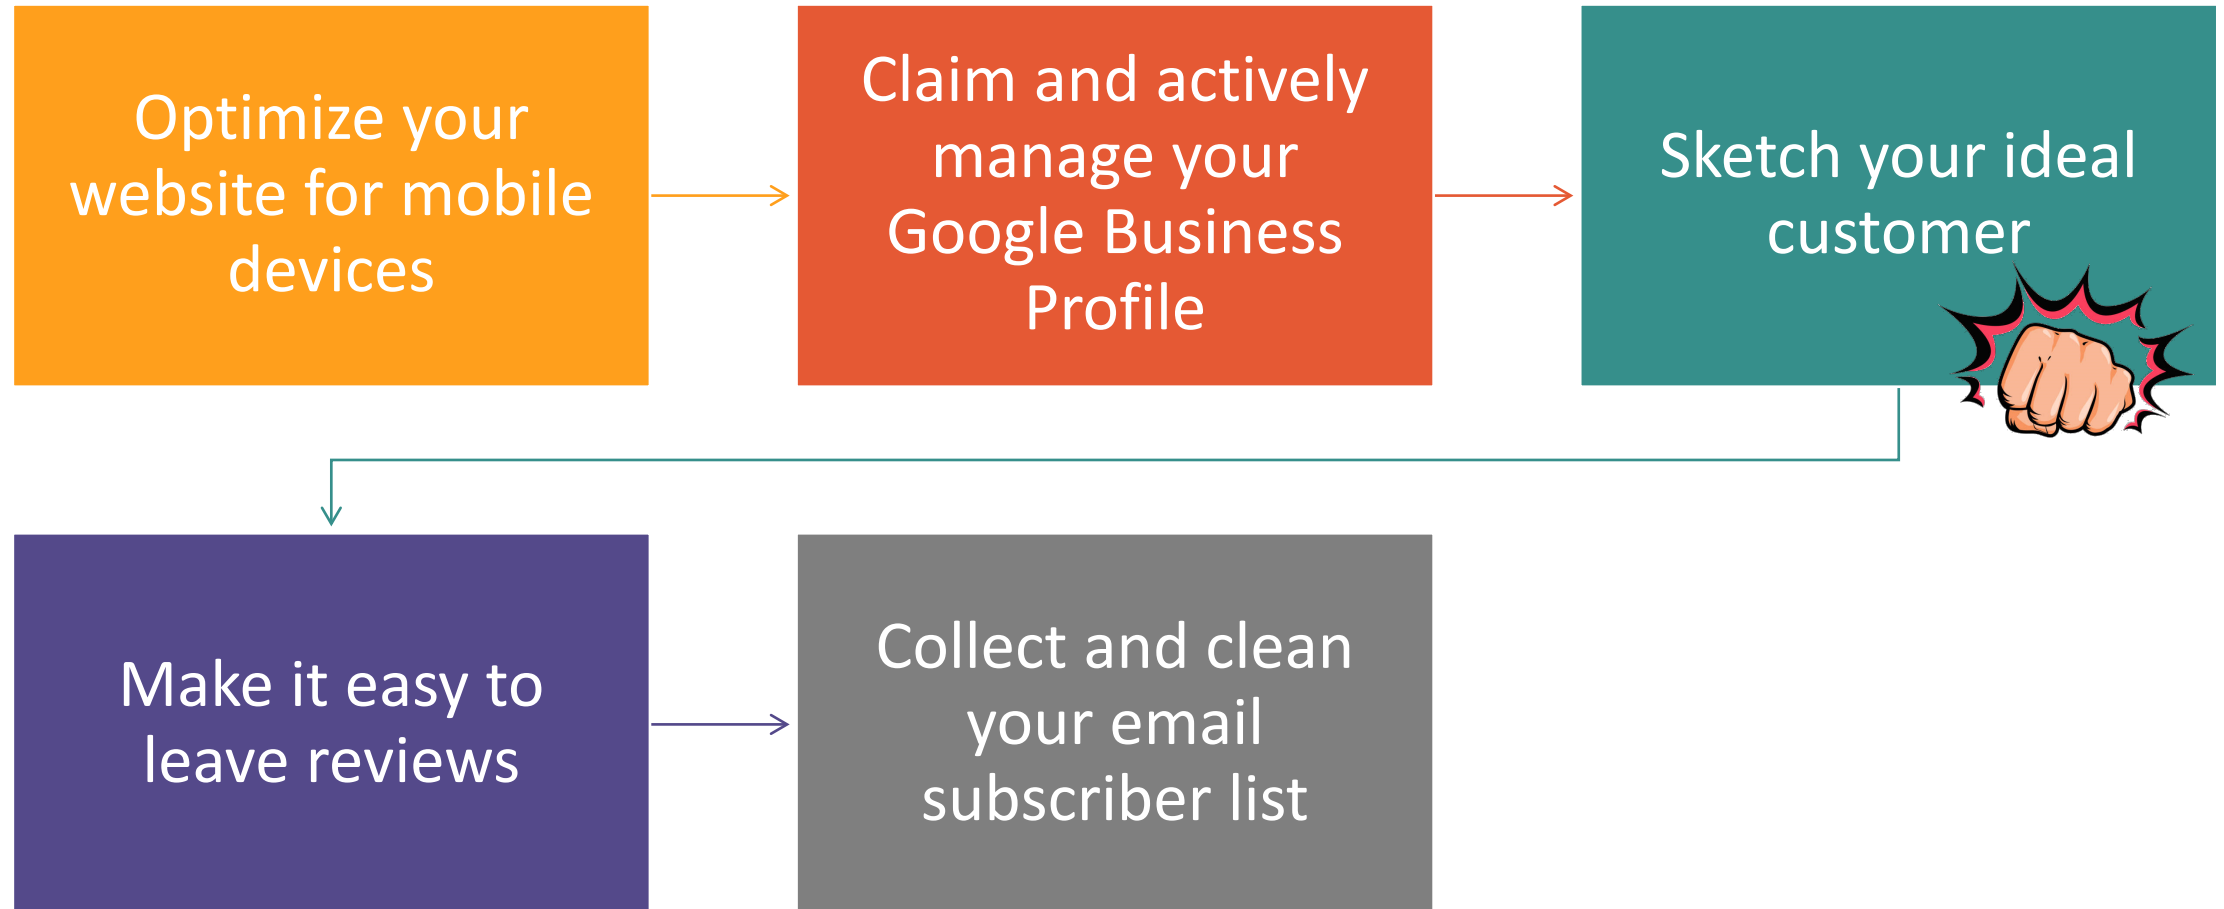 Optimize your
website for mobile
devices
Claim and actively
manage your
Google Business
Profile
Sketch your ideal
customer
Make it easy to
leave reviews
Collect and clean
your email
subscriber list